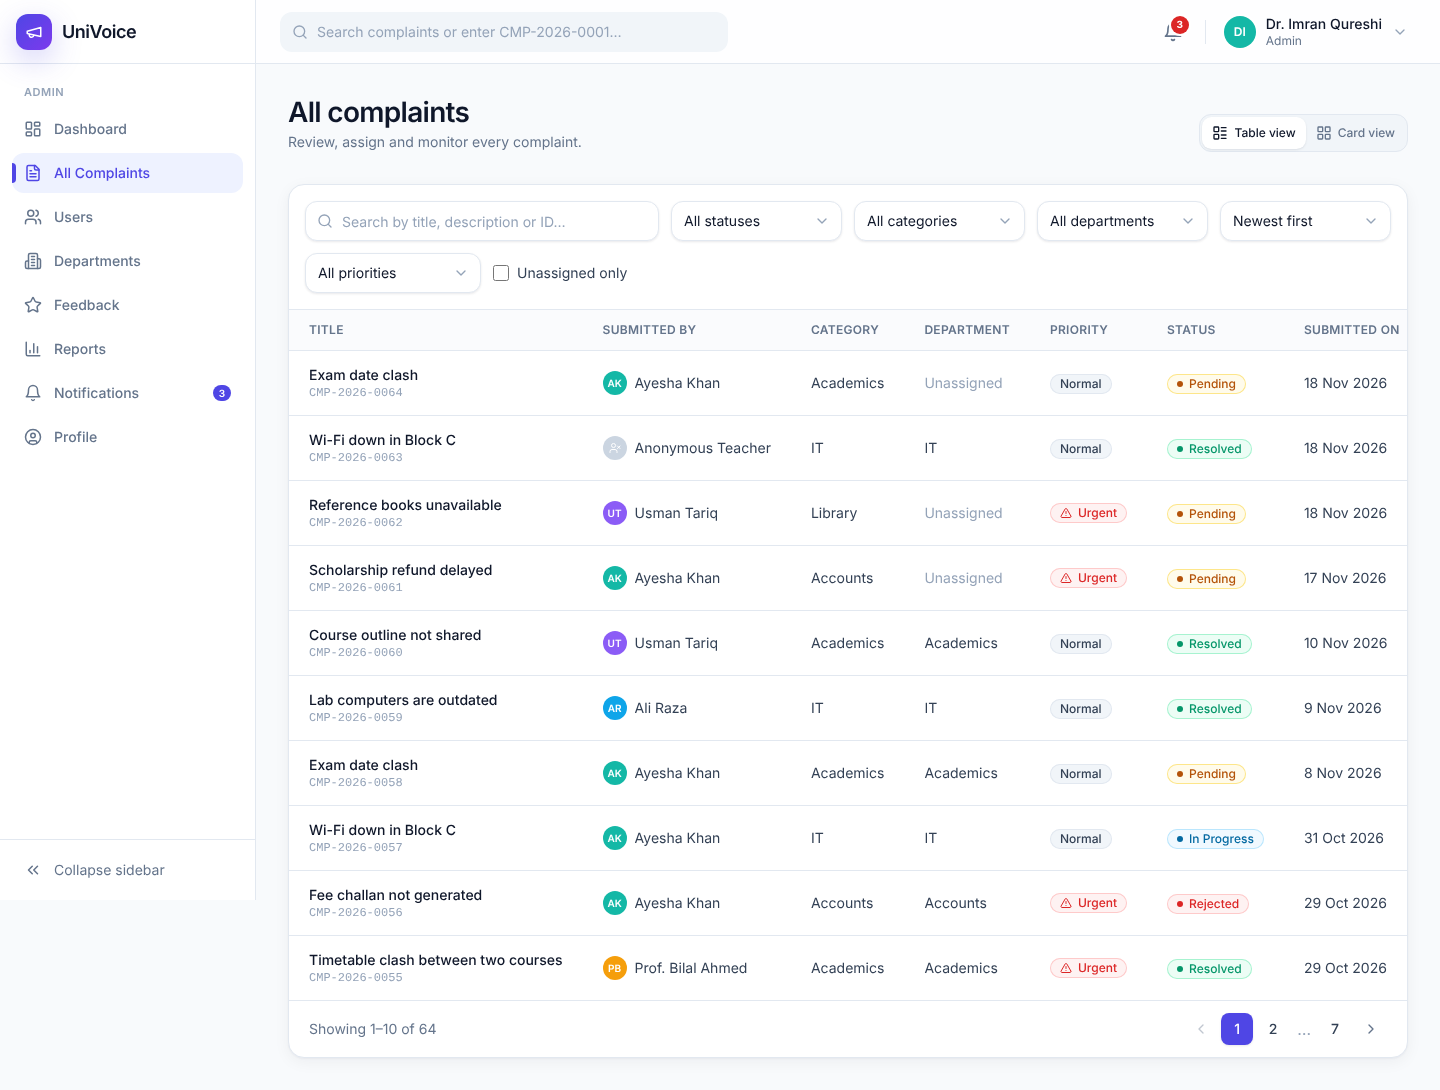 UniVoice
Search complaints or enter CMP-2026-0001...
3
DI
Dr. Imran Qureshi
Admin
ADMIN
Dashboard
All Complaints
Users
Departments
Feedback
Reports
Notifications 3
Profile
Collapse sidebar
All complaints
Review, assign and monitor every complaint.
Table view Card view
Search by title, description or ID... All statuses All categories All departments Newest first
All priorities Unassigned only
TITLE SUBMITTED BY CATEGORY DEPARTMENT PRIORITY STATUS SUBMITTED ON
Exam date clash
CMP-2026-0064
AK Ayesha Khan Academics Unassigned Normal Pending 18 Nov 2026
Wi-Fi down in Block C
CMP-2026-0063
Anonymous Teacher IT IT Normal Resolved 18 Nov 2026
Reference books unavailable
CMP-2026-0062
UT Usman Tariq Library Unassigned Urgent Pending 18 Nov 2026
Scholarship refund delayed
CMP-2026-0061
AK Ayesha Khan Accounts Unassigned Urgent Pending 17 Nov 2026
Course outline not shared
CMP-2026-0060
UT Usman Tariq Academics Academics Normal Resolved 10 Nov 2026
Lab computers are outdated
CMP-2026-0059
AR Ali Raza IT IT Normal Resolved 9 Nov 2026
Exam date clash
CMP-2026-0058
AK Ayesha Khan Academics Academics Normal Pending 8 Nov 2026
Wi-Fi down in Block C
CMP-2026-0057
AK Ayesha Khan IT IT Normal In Progress 31 Oct 2026
Fee challan not generated
CMP-2026-0056
AK Ayesha Khan Accounts Accounts Urgent Rejected 29 Oct 2026
Timetable clash between two courses
CMP-2026-0055
PB Prof. Bilal Ahmed Academics Academics Urgent Resolved 29 Oct 2026
Showing 1–10 of 64
1 2 ... 7